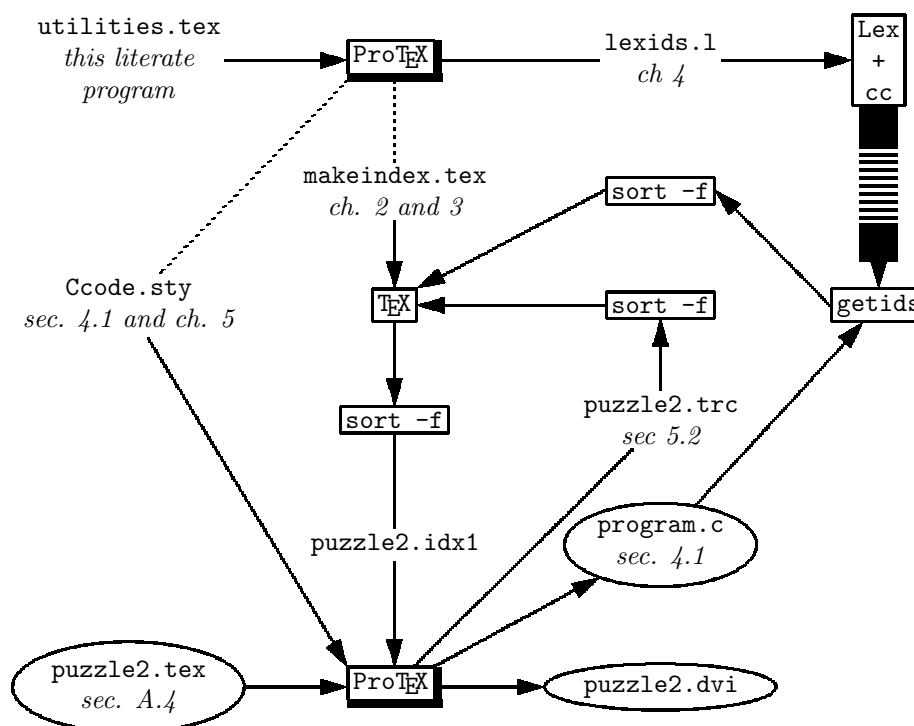 utilities.tex
this literate
program
ProTEX
lexids.l
ch 4
Lex
+
cc
makeindex.tex
ch. 2 and 3
sort -f
Ccode.sty
sec. 4.1 and ch. 5
TEX
sort -f
getids
sort -f
puzzle2.trc
sec 5.2
puzzle2.idx1
program.c
sec. 4.1
puzzle2.tex
sec. A.4
ProTEX
puzzle2.dvi